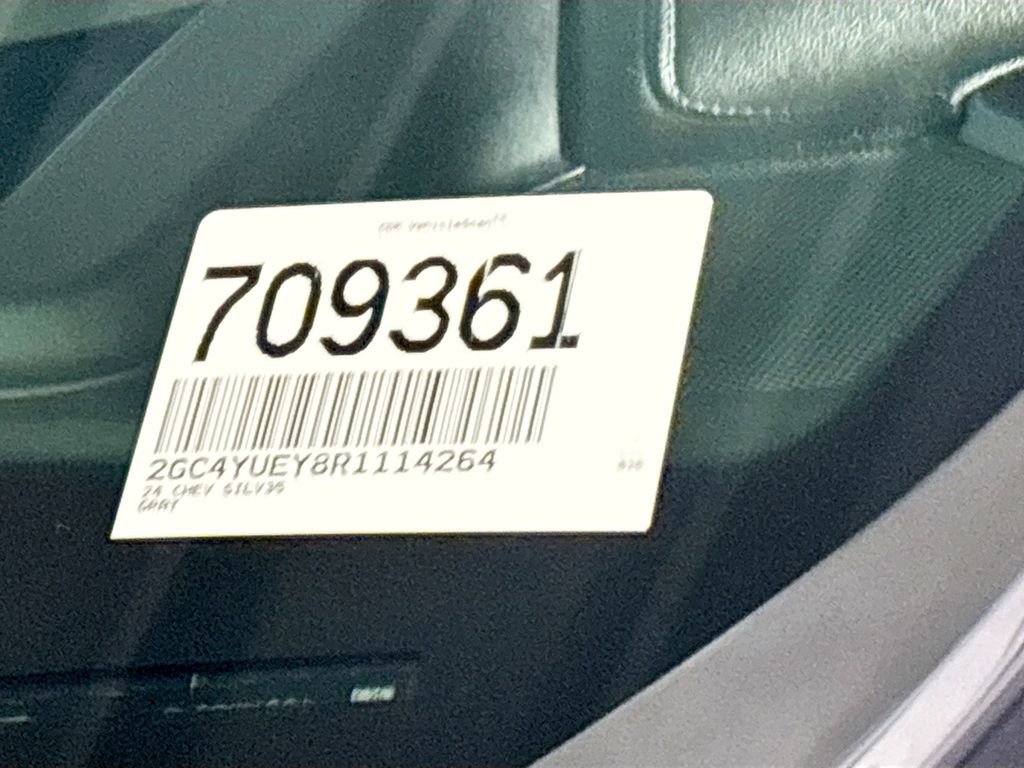 709361
2GC4YUEY8R1114264
24 CHEV SILV35
GRAY